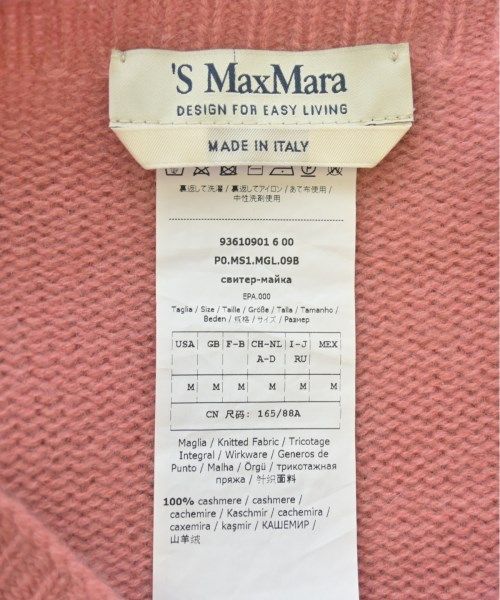 'S MaxMara
DESIGN FOR EASY LIVING
MADE IN ITALY
裏返して洗濯 / 裏返してアイロン / あて布使用 /
中性洗剤使用
93610901 6 00
P0.MS1.MGL.09B
свитер-майка
EPA.000
Taglia / Size / Taille / Größe / Talla / Tamanho /
Beden / 成格 / サイズ / Размер
USA GB F-B CH-NL I-J MEX
A-D RU
M M M M M M
CN 尺码: 165/88A
Maglia / Knitted Fabric / Tricotage
Integral / Wirkware / Generos de
Punto / Malha / Örgü / трикотажная
пряжа / 针织面料
100% cashmere / cashmere /
cachemire / Kaschmir / cachemira /
caxemira / kaşmir / КАШЕМИР /
山羊绒